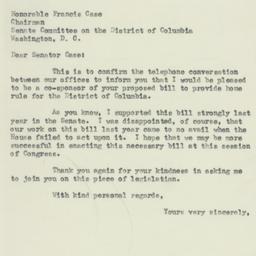 Honorable Francis Case
Chairman
Senate Committee on the District of Columbia
Washington, D. C.
Dear Senator Case:
This is to confirm the telephone conversation
between our offices to inform you that I would be pleased
to be a co-sponsor of your proposed bill to provide home
rule for the District of Columbia.
As you know, I supported this bill strongly last
year in the Senate. I was disappointed, of course, that
our work on this bill last year came to no avail when the
House failed to act upon it. I hope that we may be more
successful in enacting this necessary bill at this session
of Congress.
Thank you again for your kindness in asking me
to join you on this piece of legislation.
With kind personal regards,
Yours very sincerely,